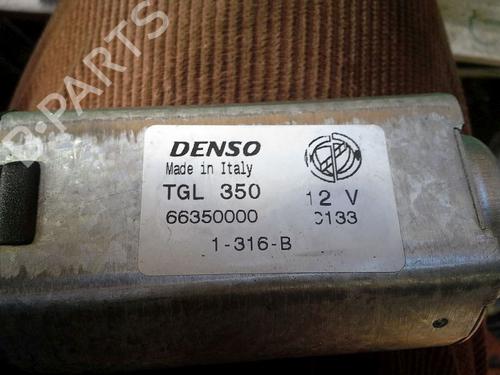 B-PARTS
DENSO
Made in Italy
TGL 350 12 V
66350000 0133
1-316-B